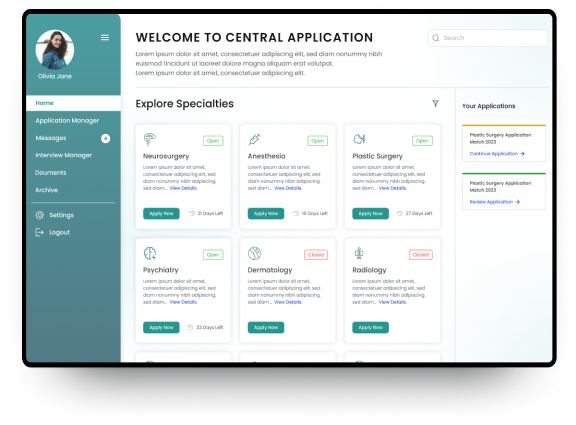 Olivia Jane
Home
Application Manager
Messages 4
Interview Manager
Douments
Archive
Settings
Logout
WELCOME TO CENTRAL APPLICATION
Lorem ipsum dolor sit amet, consectetuer adipiscing elit, sed diam nonummy nibh
euismod tincidunt ut laoreet dolore magna aliquam erat volutpat.
Lorem ipsum dolor sit amet, consectetuer adipiscing elit.
Search
Explore Specialties
Open
Neurosurgery
Lorem ipsum dolor sit amet,
consectetuer adipiscing elit, sed
diam nonummy nibh adipiscing,
sed diam... View Details.
Apply Now 21 Days Left
Open
Anesthesia
Lorem ipsum dolor sit amet,
consectetuer adipiscing elit, sed
diam nonummy nibh adipiscing,
sed diam... View Details.
Apply Now 19 Days Left
Open
Plastic Surgery
Lorem ipsum dolor sit amet,
consectetuer adipiscing elit, sed
diam nonummy nibh adipiscing,
sed diam... View Details.
Apply Now 27 Days Left
Open
Psychiatry
Lorem ipsum dolor sit amet,
consectetuer adipiscing elit, sed
diam nonummy nibh adipiscing,
sed diam... View Details.
Apply Now 23 Days Left
Closed
Dermatology
Lorem ipsum dolor sit amet,
consectetuer adipiscing elit, sed
diam nonummy nibh adipiscing,
sed diam... View Details.
Apply Now
Closed
Radiology
Lorem ipsum dolor sit amet,
consectetuer adipiscing elit, sed
diam nonummy nibh adipiscing,
sed diam... View Details.
Apply Now
Your Applications
Plastic Surgery Application
Match 2023
Continue Application →
Plastic Surgery Application
Match 2023
Review Application →